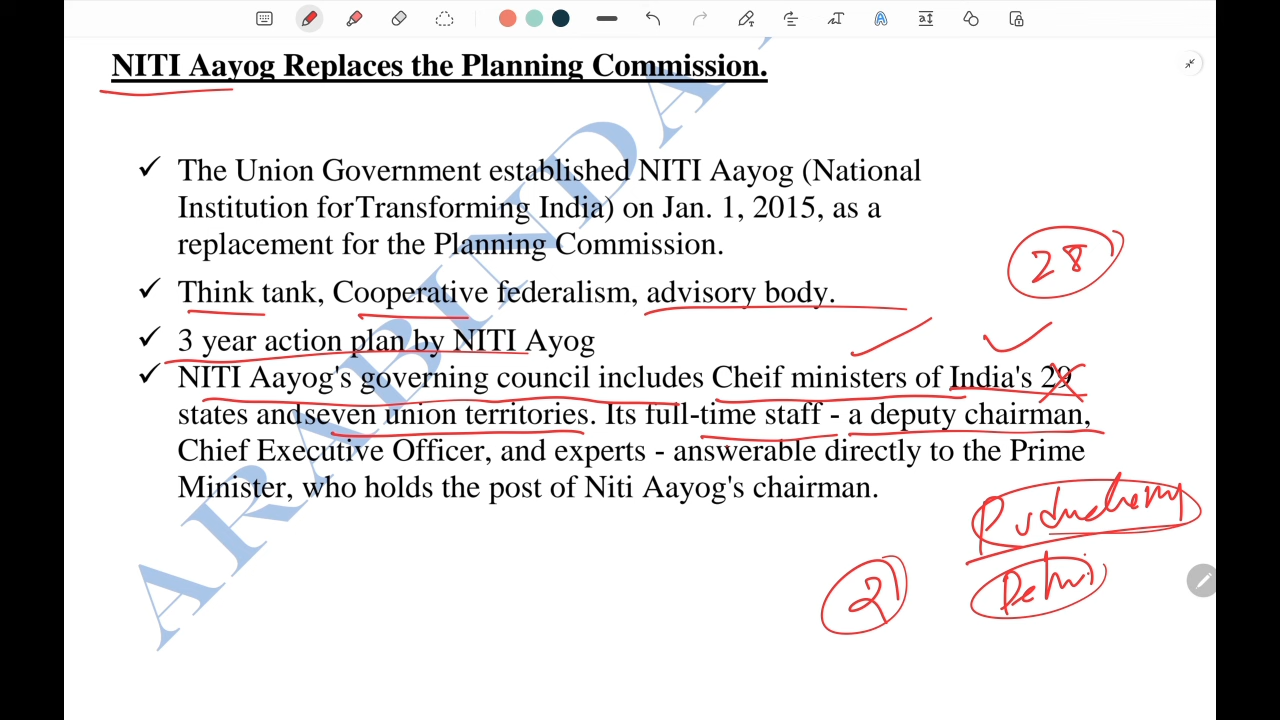 NITI Aayog Replaces the Planning Commission.
✓ The Union Government established NITI Aayog (National
Institution forTransforming India) on Jan. 1, 2015, as a
replacement for the Planning Commission.
28
✓ Think tank, Cooperative federalism, advisory body.
✓ 3 year action plan by NITI Ayog
✓ NITI Aayog's governing council includes Cheif ministers of India's 29
states andseven union territories. Its full-time staff - a deputy chairman,
Chief Executive Officer, and experts - answerable directly to the Prime
Minister, who holds the post of Niti Aayog's chairman.
Delhi
2
ARABINDA